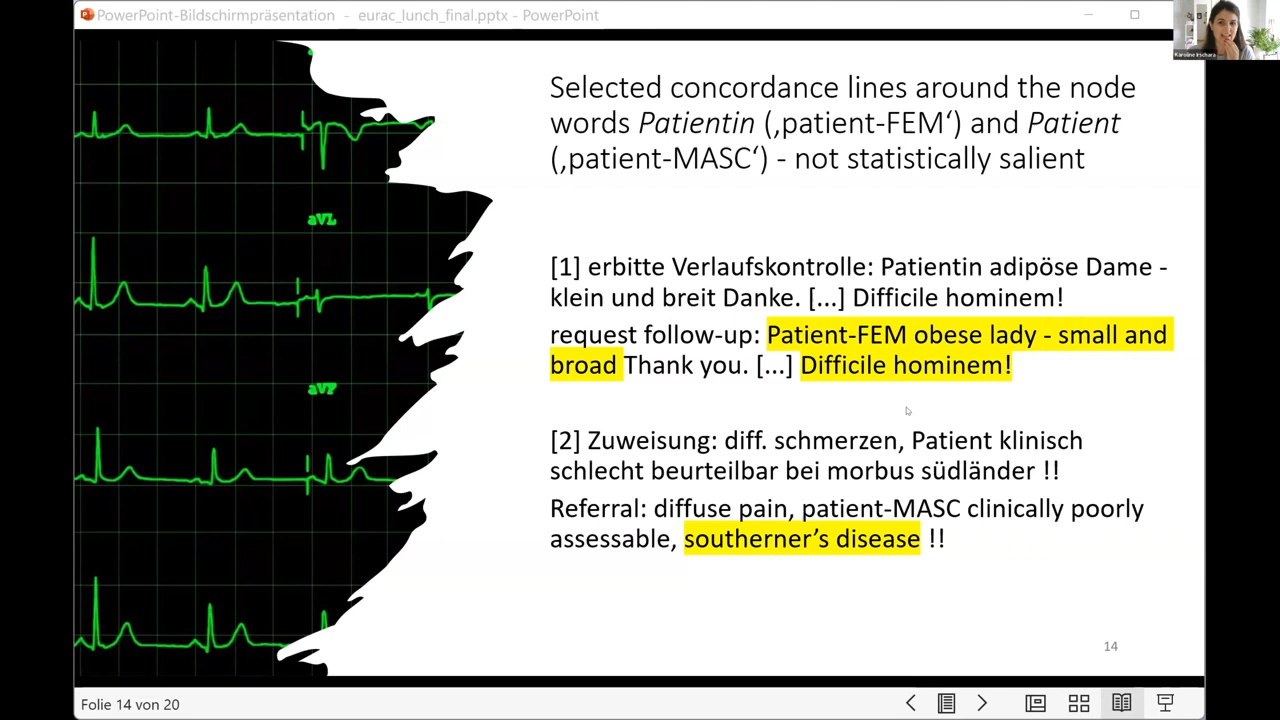 PowerPoint-Bildschirmpräsentation - eurac_lunch_final.pptx - PowerPoint
Karoline Irschara
Selected concordance lines around the node
words Patientin (‚patient-FEM‘) and Patient
(‚patient-MASC‘) - not statistically salient
aVL
[1] erbitte Verlaufskontrolle: Patientin adipöse Dame -
klein und breit Danke. [...] Difficile hominem!
request follow-up: Patient-FEM obese lady - small and
broad Thank you. [...] Difficile hominem!
aVF
[2] Zuweisung: diff. schmerzen, Patient klinisch
schlecht beurteilbar bei morbus südländer !!
Referral: diffuse pain, patient-MASC clinically poorly
assessable, southerner’s disease !!
14
Folie 14 von 20